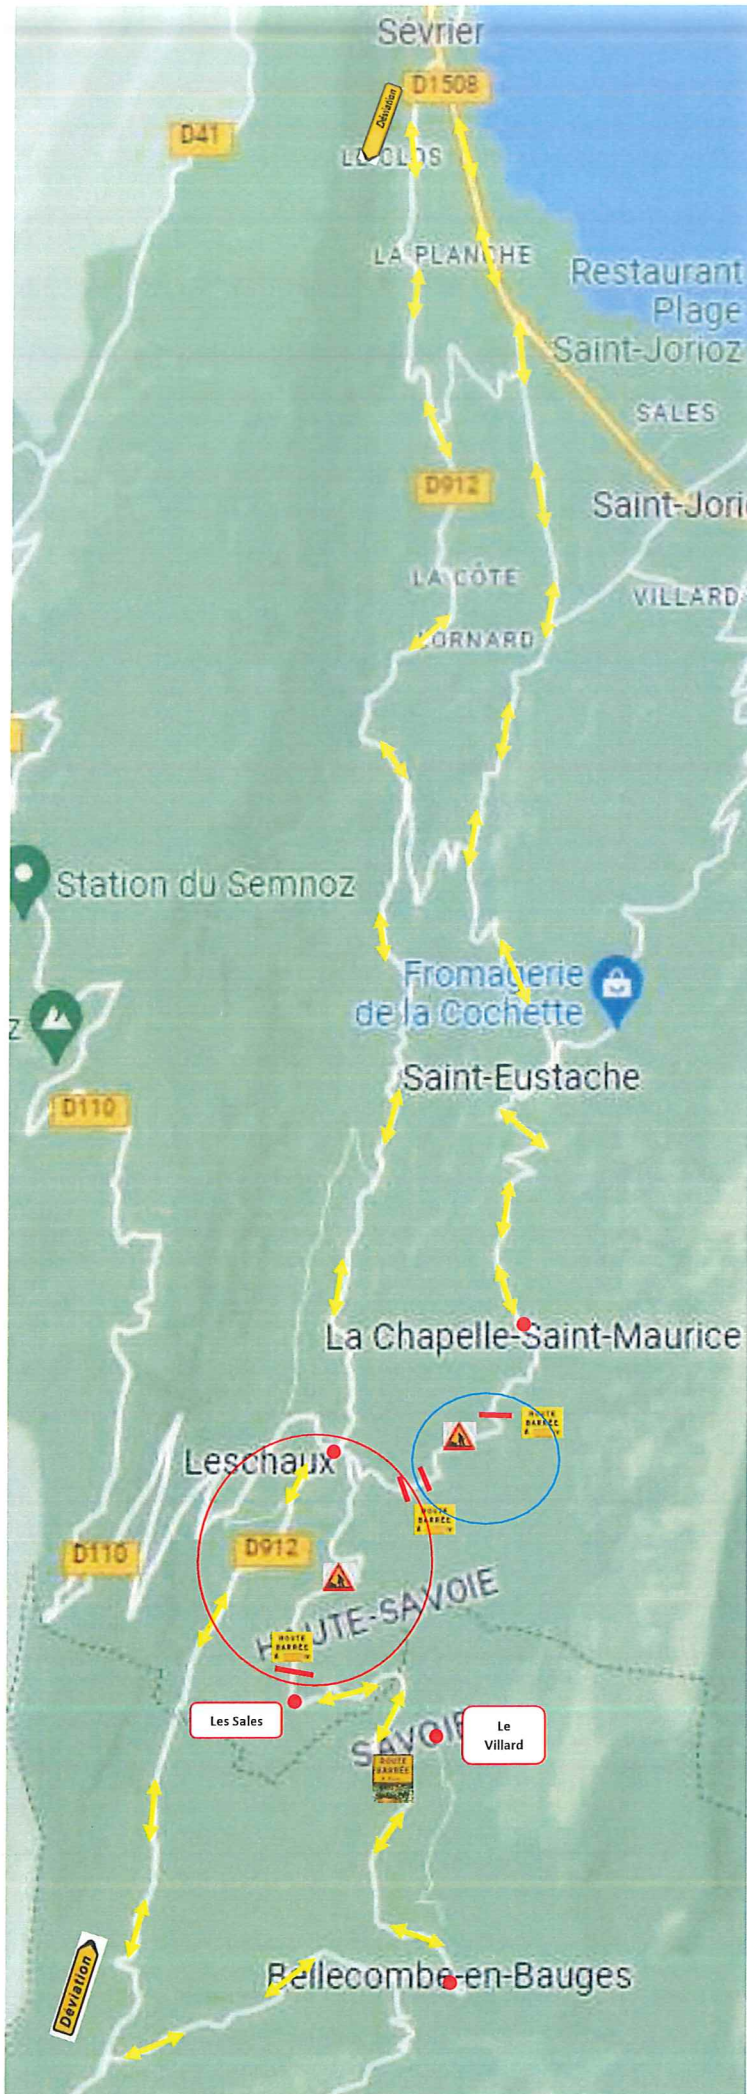 Sévrier
D1508
Déviation
D41
LE CLOS
LA PLANCHE
Restaurant
Plage
Saint-Jorioz
SALES
D912
Saint-Jori
LA CÔTE
VILLARD
LORNARD
Station du Semnoz
Fromagerie
de la Cochette
Z
Saint-Eustache
D110
La Chapelle-Saint-Maurice
ROUTE
BARRÉE
Leschaux
ROUTE
BARRÉE
D912
D110
HAUTE-SAVOIE
ROUTE
BARRÉE
Les Sales
SAVOIE
Le
Villard
ROUTE
BARRÉE
Déviation
Bellecombe-en-Bauges